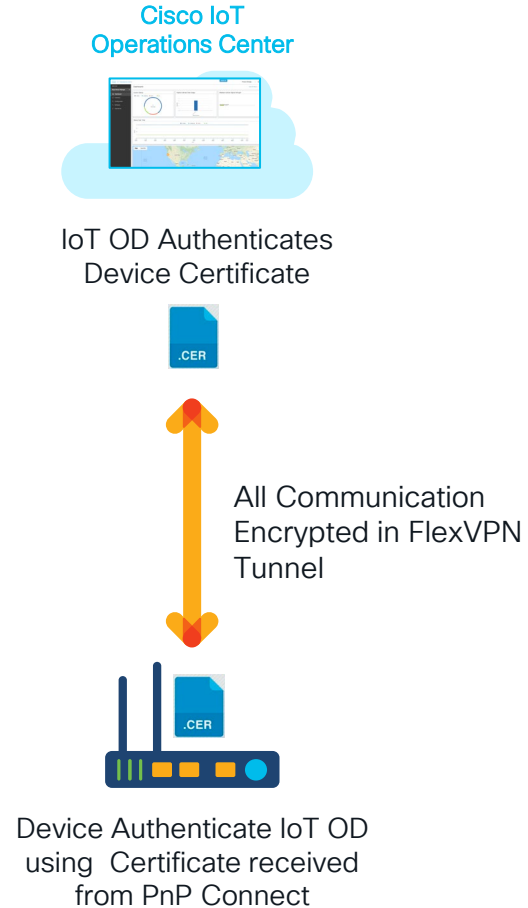 Cisco IoT
Operations Center
IoT OD Authenticates
Device Certificate
.CER
All Communication
Encrypted in FlexVPN
Tunnel
.CER
Device Authenticate IoT OD
using Certificate received
from PnP Connect